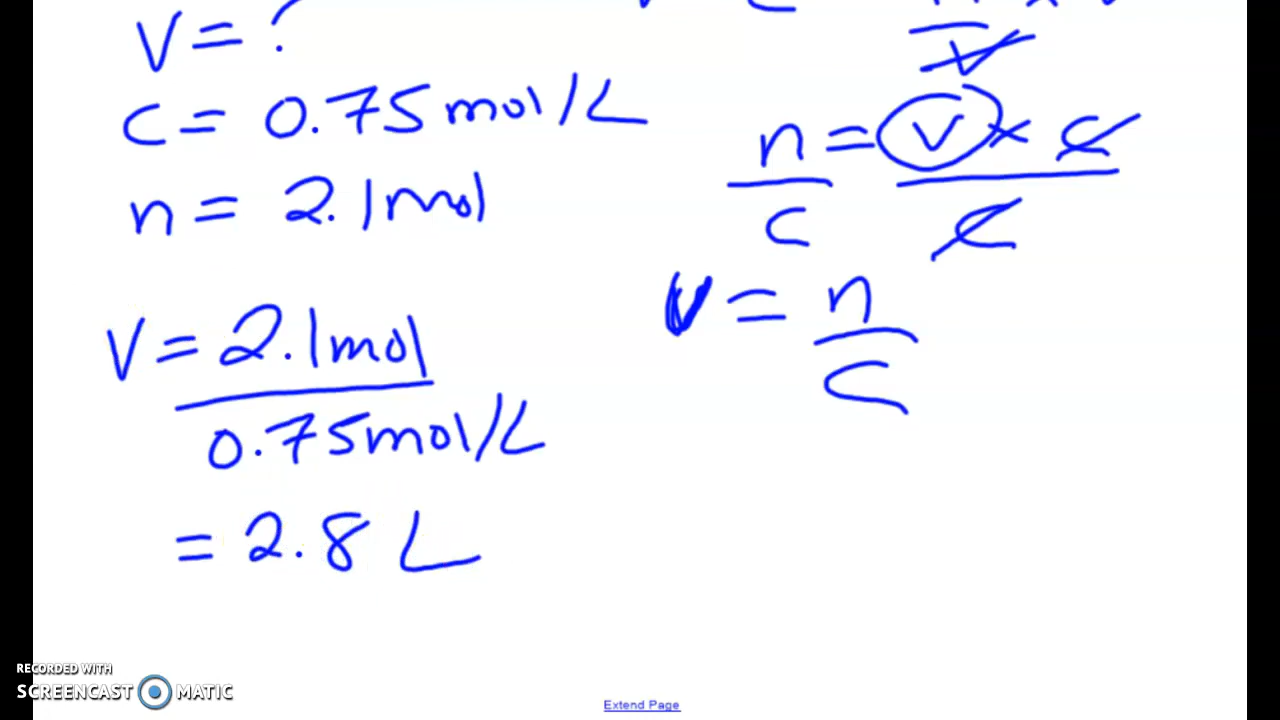 V = ?
C = 0.75 mol/L
n = 2.1 mol
V = 2.1 mol
0.75 mol/L
= 2.8 L
V
n = V x C
C C
V = n
C
RECORDED WITH
SCREENCAST MATIC
Extend Page